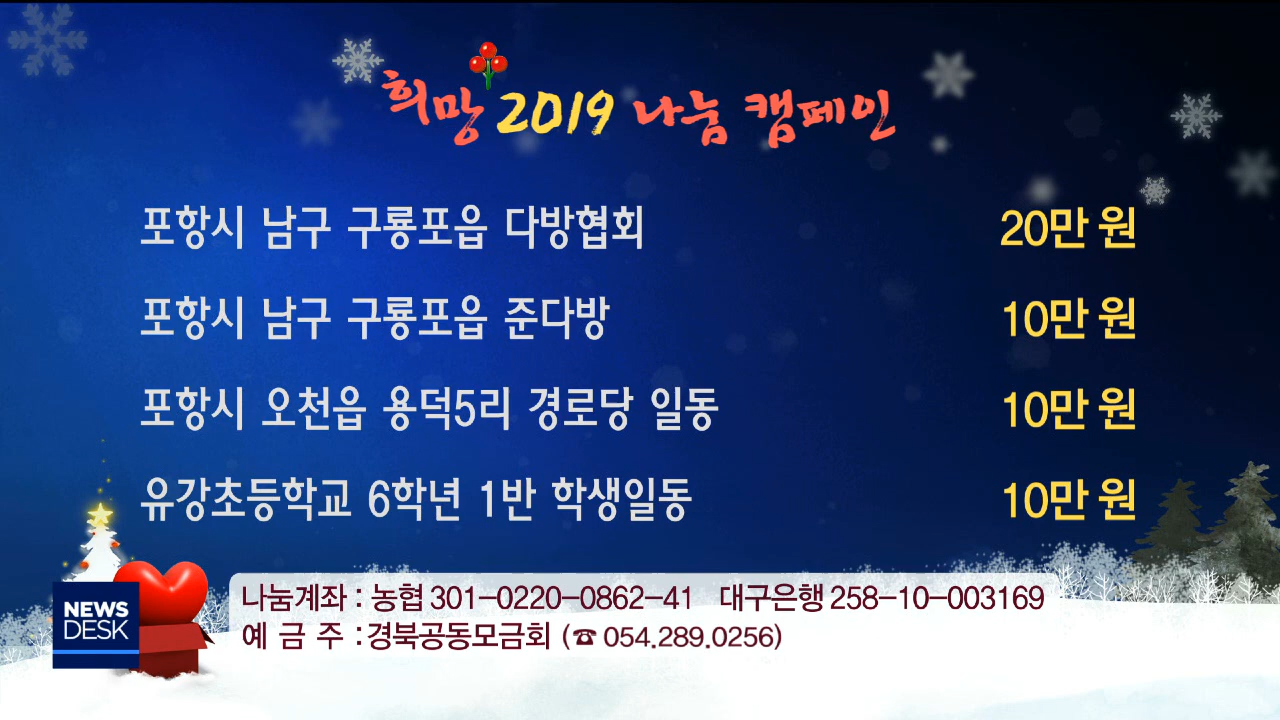 희망 2019 나눔 캠페인
포항시 남구 구룡포읍 다방협회 20만 원
포항시 남구 구룡포읍 준다방 10만 원
포항시 오천읍 용덕5리 경로당 일동 10만 원
유강초등학교 6학년 1반 학생일동 10만 원
나눔계좌 : 농협 301-0220-0862-41 대구은행 258-10-003169
예 금 주 : 경북공동모금회 (☎ 054.289.0256)
NEWS
DESK